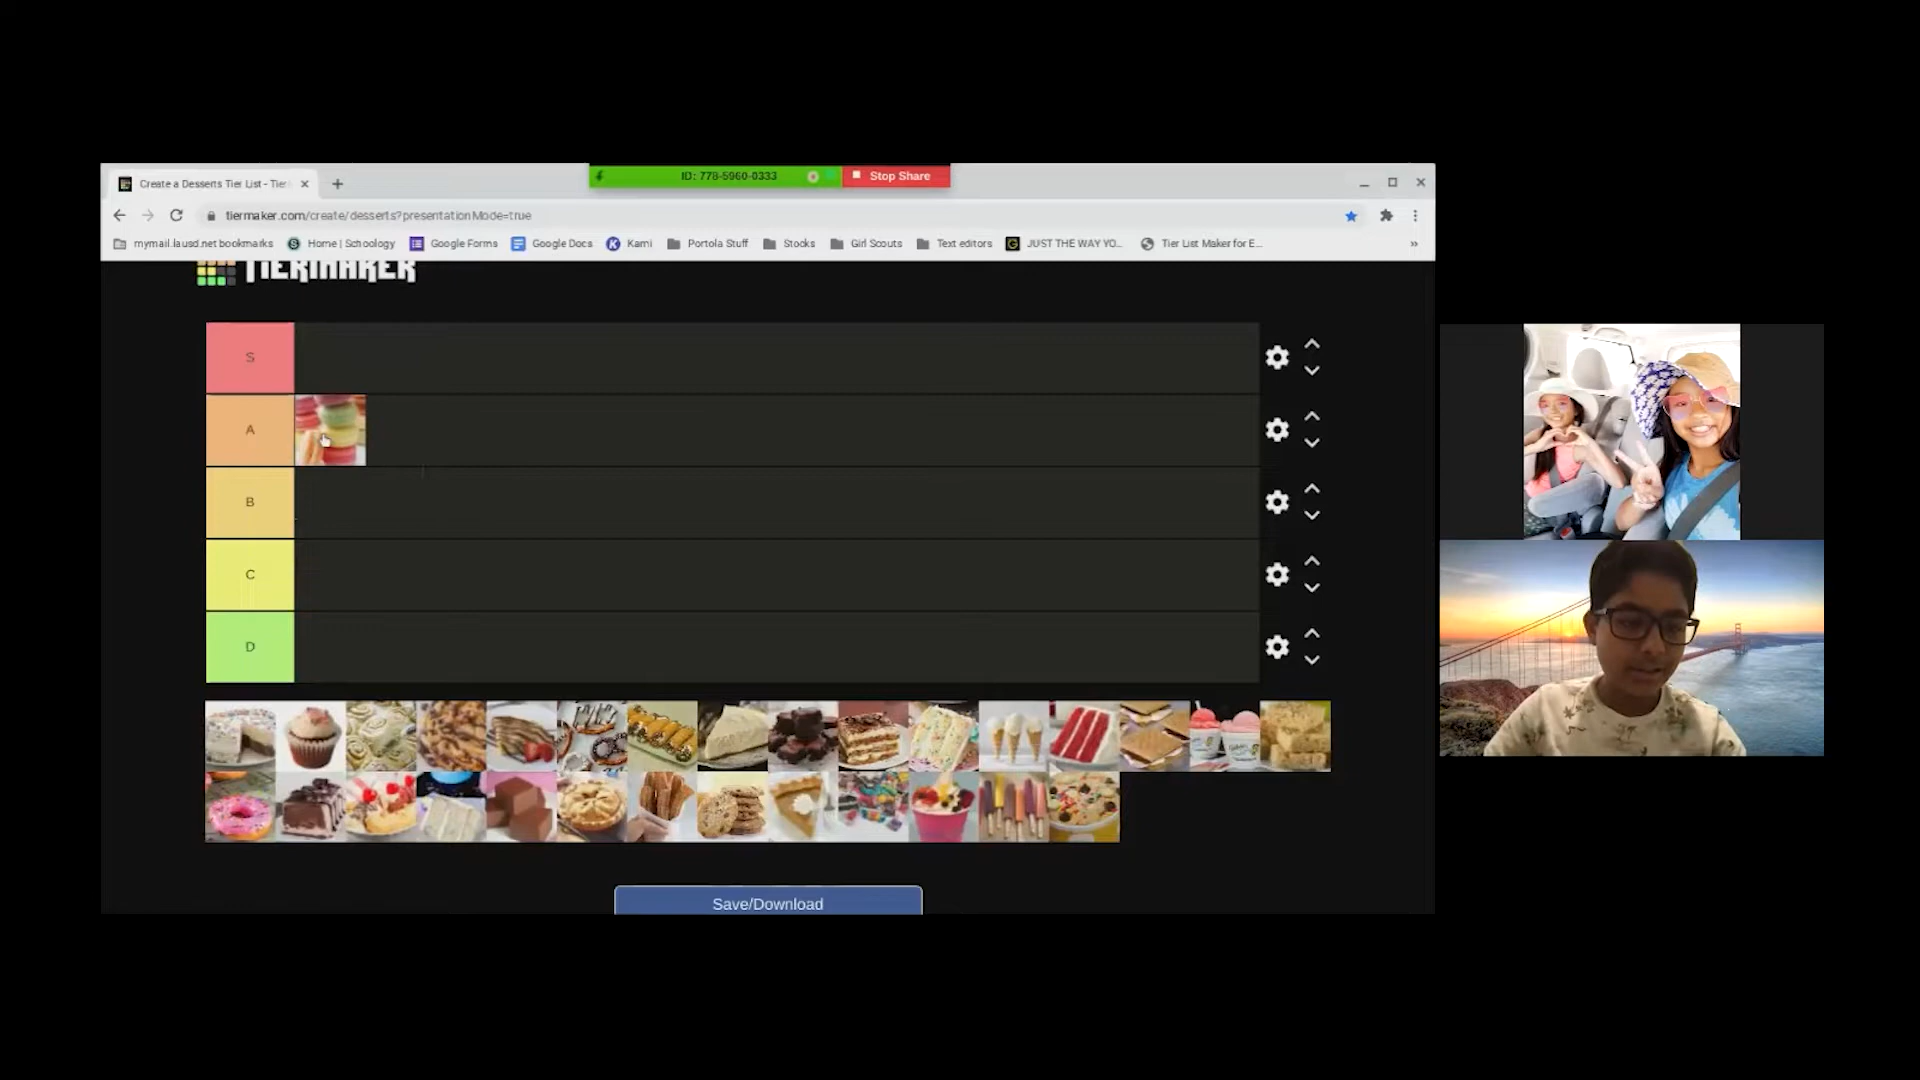 ID: 778-5960-0333
Stop Share
Create a Desserts Tier List - Tier
tiermaker.com/create/desserts?presentationMode=true
mymail.lausd.net bookmarks
Home | Schoology
Google Forms
Google Docs
Kami
Portola Stuff
Stocks
Girl Scouts
Text editors
JUST THE WAY YO...
Tier List Maker for E...
TIERMAKER
S
A
B
C
D
Save/Download